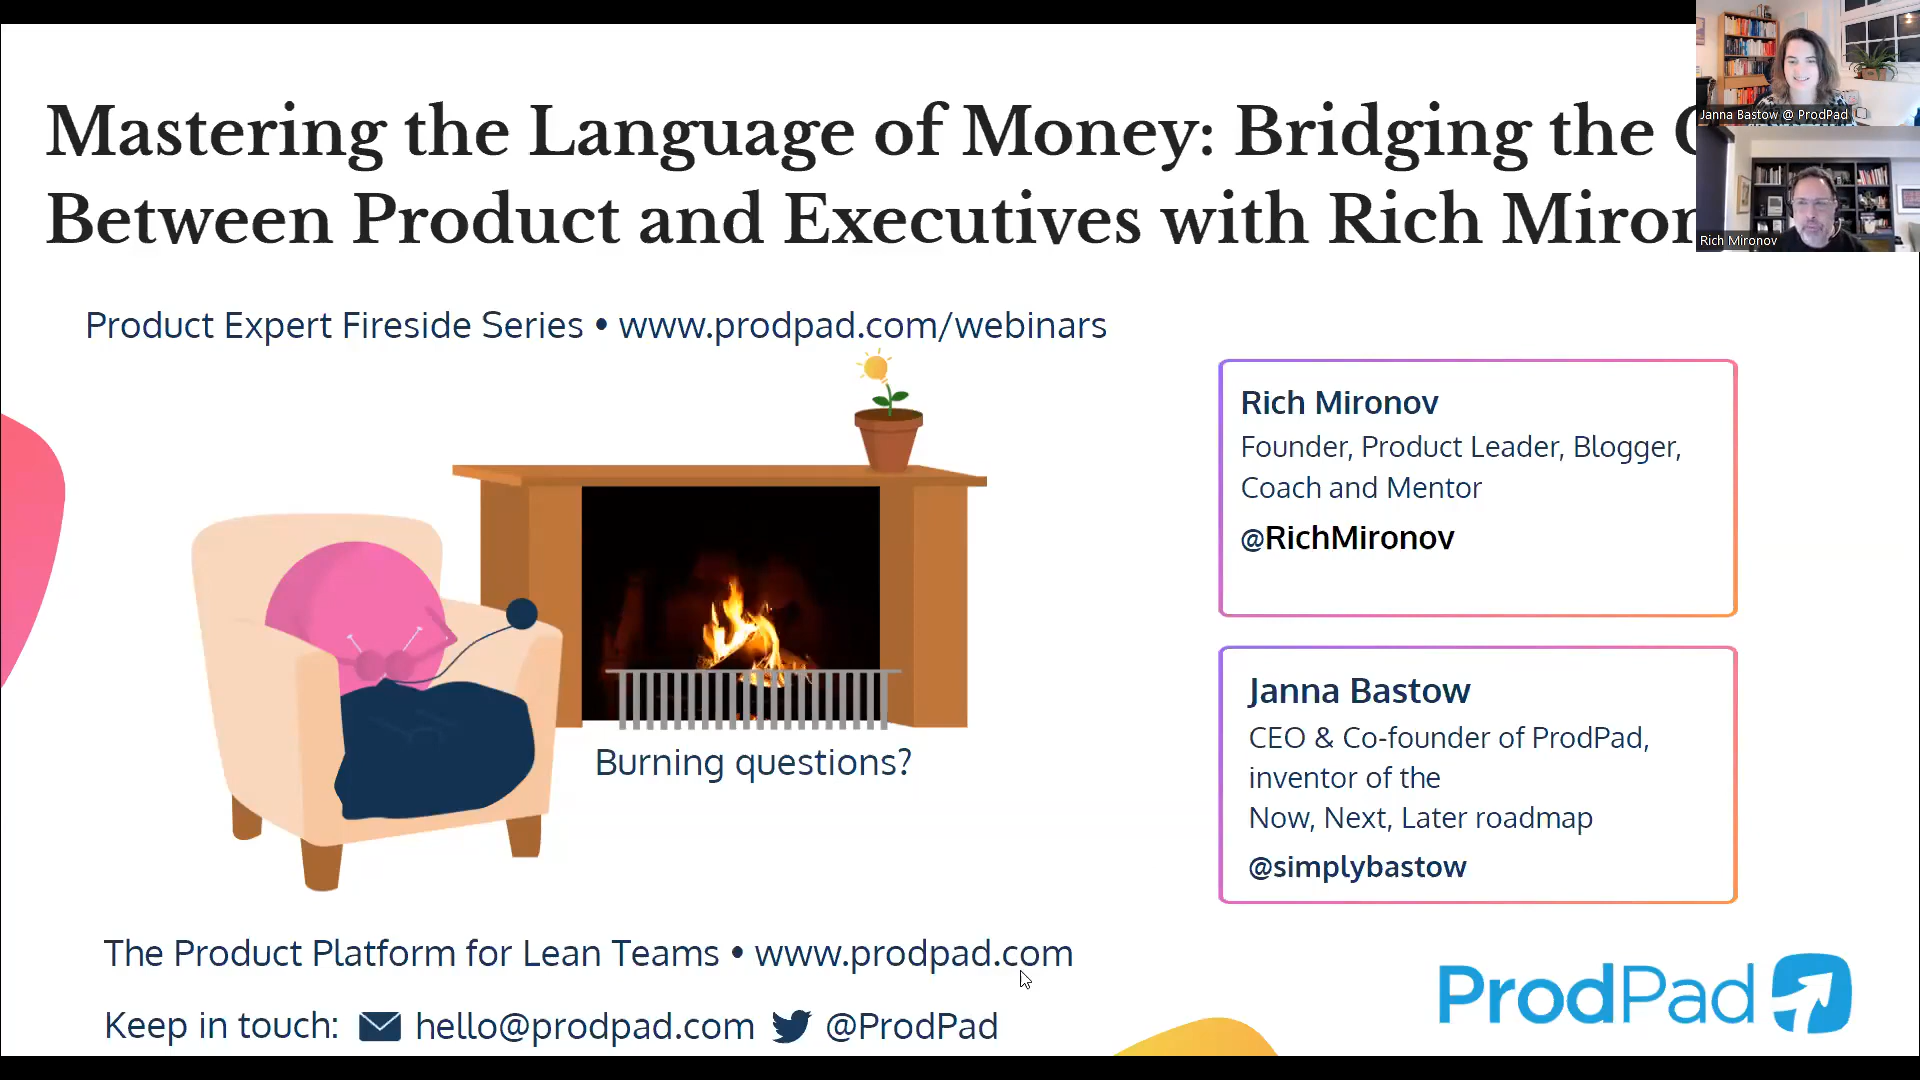 Mastering the Language of Money: Bridging the
Between Product and Executives with Rich Miron
Janna Bastow @ ProdPad
Rich Mironov
Product Expert Fireside Series • www.prodpad.com/webinars
Rich Mironov
Founder, Product Leader, Blogger,
Coach and Mentor
@RichMironov
Burning questions?
Janna Bastow
CEO & Co-founder of ProdPad,
inventor of the
Now, Next, Later roadmap
@simplybastow
The Product Platform for Lean Teams • www.prodpad.com
Keep in touch: hello@prodpad.com @ProdPad
ProdPad